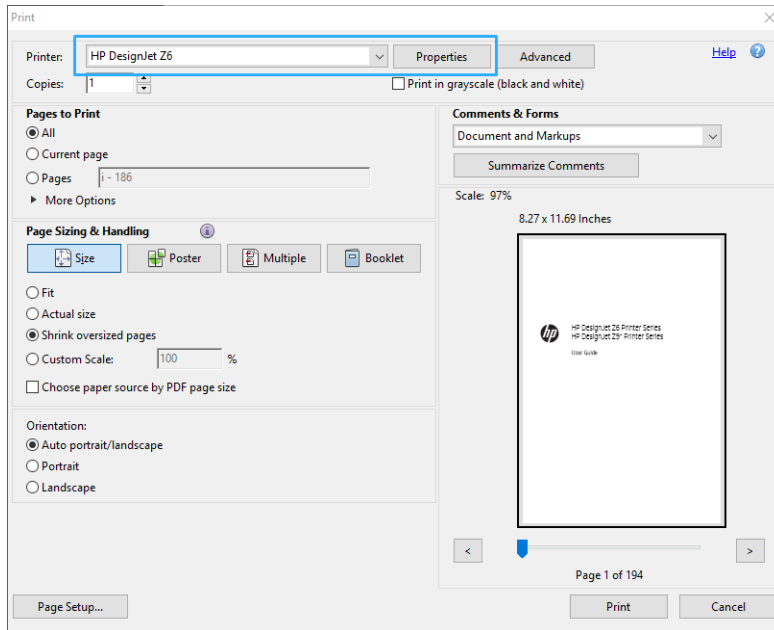 Print
Printer: HP DesignJet Z6 Properties Advanced Help ?
Copies: 1 Print in grayscale (black and white)
Pages to Print
All
Current page
Pages i - 186
More Options
Page Sizing & Handling i
Size Poster Multiple Booklet
Fit
Actual size
Shrink oversized pages
Custom Scale: 100 %
Choose paper source by PDF page size
Orientation:
Auto portrait/landscape
Portrait
Landscape
Comments & Forms
Document and Markups
Summarize Comments
Scale: 97%
8.27 x 11.69 Inches
hp
HP DesignJet Z6 Printer Series
HP DesignJet Z9⁺ Printer Series
User Guide
< >
Page 1 of 194
Page Setup... Print Cancel